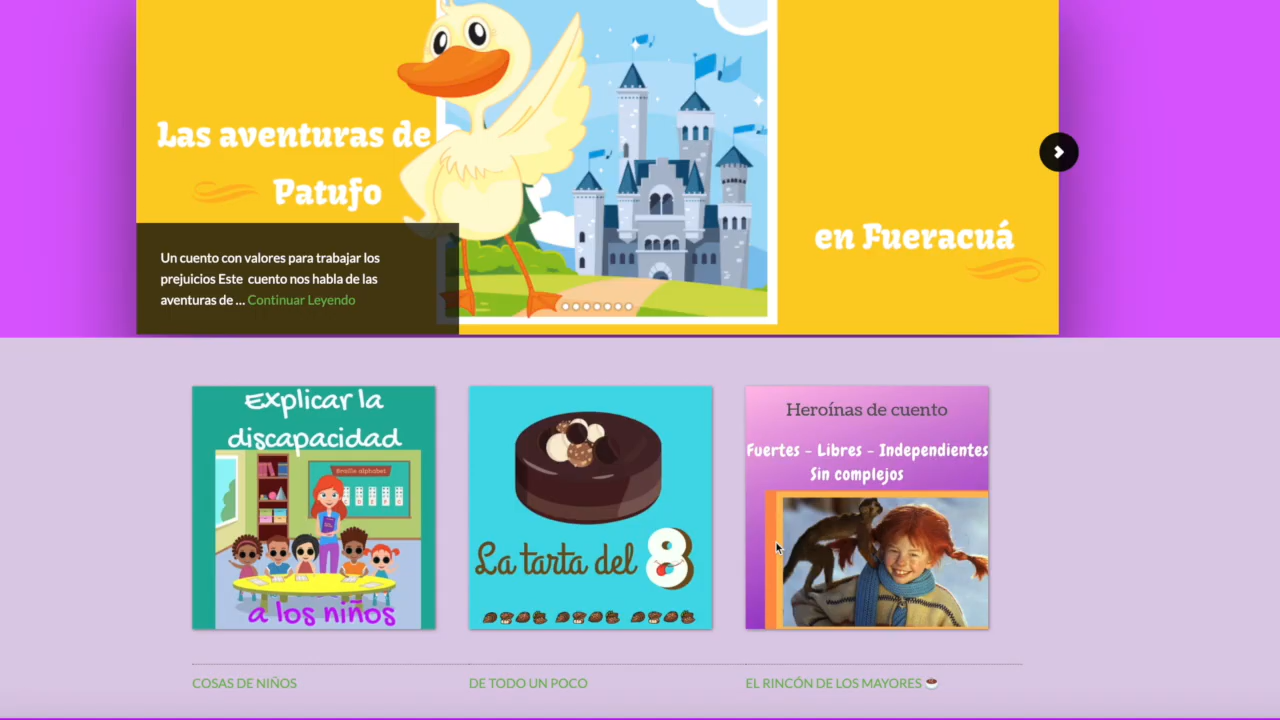 Las aventuras de
Patufo
en Fueracuá
Un cuento con valores para trabajar los
prejuicios Este cuento nos habla de las
aventuras de ... Continuar Leyendo
Explicar la
discapacidad
Braille alphabet
a los niños
La tarta del 8
Heroínas de cuento
Fuertes - Libres - Independientes
Sin complejos
COSAS DE NIÑOS
DE TODO UN POCO
EL RINCÓN DE LOS MAYORES ☕